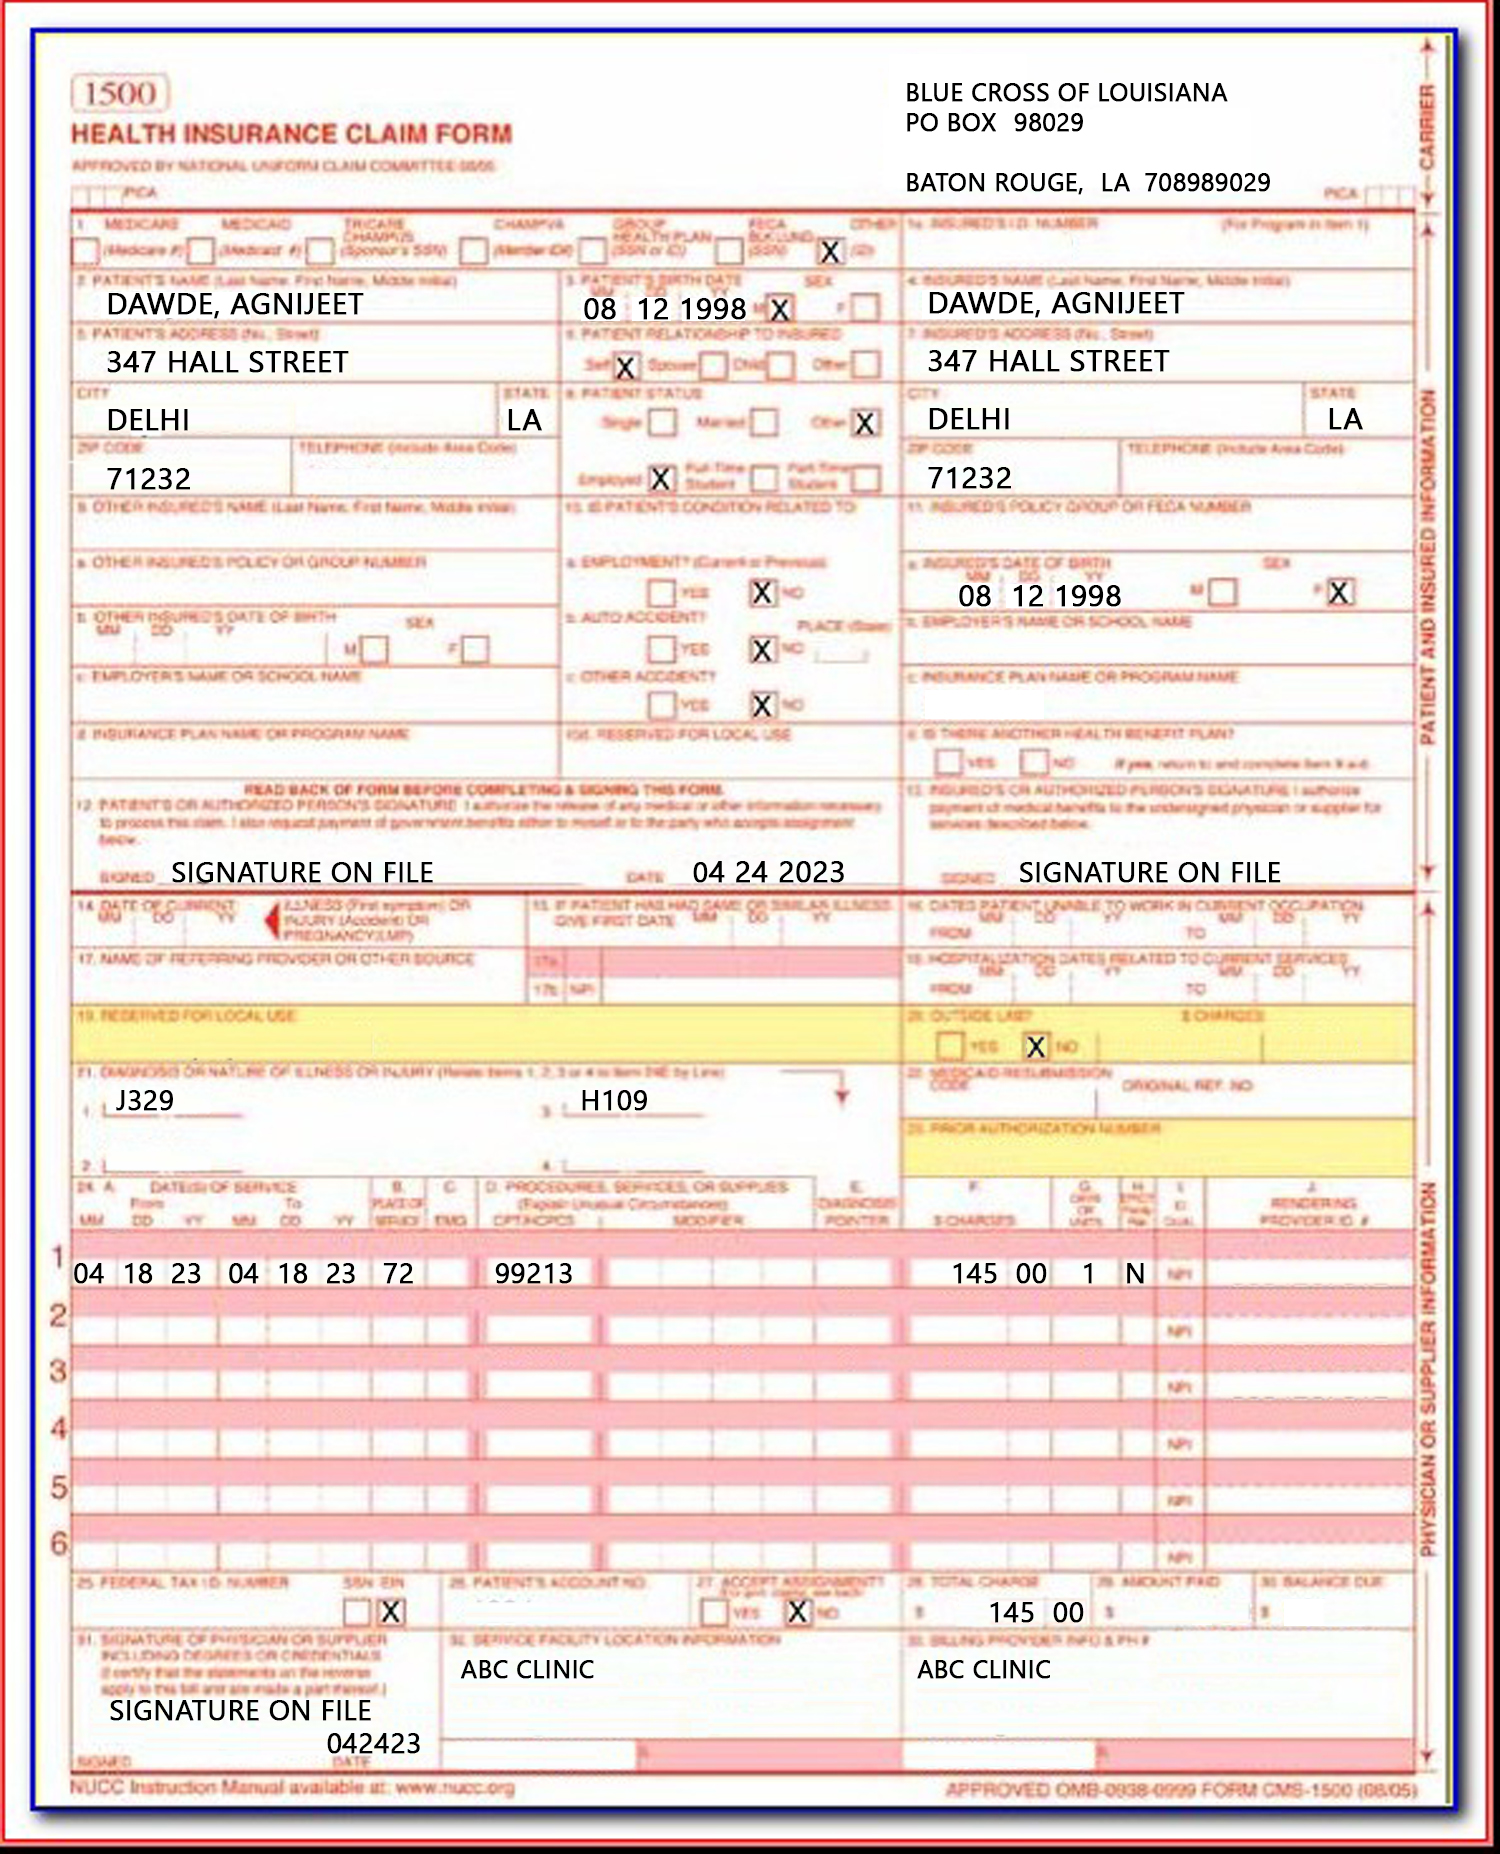 1500
HEALTH INSURANCE CLAIM FORM
APPROVED BY NATIONAL UNIFORM CLAIM COMMITTEE 08/05
PICA
BLUE CROSS OF LOUISIANA
PO BOX 98029
BATON ROUGE, LA 708989029
PICA
CARRIER
1. MEDICARE MEDICAID TRICARE CHAMPVA GROUP FECA OTHER
CHAMPUS HEALTH PLAN BLK LUNG
(Medicare #) (Medicaid #) (Sponsor's SSN) (Member ID#) (SSN or ID) (SSN) X (ID)
1a. INSURED'S I.D. NUMBER (For Program in Item 1)
2. PATIENT'S NAME (Last Name, First Name, Middle Initial)
DAWDE, AGNIJEET
3. PATIENT'S BIRTH DATE SEX
MM DD YY
08 12 1998 M X F
4. INSURED'S NAME (Last Name, First Name, Middle Initial)
DAWDE, AGNIJEET
5. PATIENT'S ADDRESS (No., Street)
347 HALL STREET
6. PATIENT RELATIONSHIP TO INSURED
Self X Spouse Child Other
7. INSURED'S ADDRESS (No., Street)
347 HALL STREET
CITY STATE
DELHI LA
8. PATIENT STATUS
Single Married Other X
CITY STATE
DELHI LA
ZIP CODE TELEPHONE (Include Area Code)
71232
Employed X Full-Time Student Part-Time Student
ZIP CODE TELEPHONE (Include Area Code)
71232
9. OTHER INSURED'S NAME (Last Name, First Name, Middle Initial)
10. IS PATIENT'S CONDITION RELATED TO:
11. INSURED'S POLICY GROUP OR FECA NUMBER
a. OTHER INSURED'S POLICY OR GROUP NUMBER
a. EMPLOYMENT? (Current or Previous)
YES X NO
a. INSURED'S DATE OF BIRTH SEX
MM DD YY
08 12 1998 M F X
b. OTHER INSURED'S DATE OF BIRTH SEX
MM DD YY M F
b. AUTO ACCIDENT? PLACE (State)
YES X NO
b. EMPLOYER'S NAME OR SCHOOL NAME
c. EMPLOYER'S NAME OR SCHOOL NAME
c. OTHER ACCIDENT?
YES X NO
c. INSURANCE PLAN NAME OR PROGRAM NAME
d. INSURANCE PLAN NAME OR PROGRAM NAME
10d. RESERVED FOR LOCAL USE
d. IS THERE ANOTHER HEALTH BENEFIT PLAN?
YES NO If yes, return to and complete item 9 a-d.
PATIENT AND INSURED INFORMATION
READ BACK OF FORM BEFORE COMPLETING & SIGNING THIS FORM.
12. PATIENT'S OR AUTHORIZED PERSON'S SIGNATURE I authorize the release of any medical or other information necessary
to process this claim. I also request payment of government benefits either to myself or to the party who accepts assignment
below.
SIGNED SIGNATURE ON FILE DATE 04 24 2023
13. INSURED'S OR AUTHORIZED PERSON'S SIGNATURE I authorize
payment of medical benefits to the undersigned physician or supplier for
services described below.
SIGNED SIGNATURE ON FILE
14. DATE OF CURRENT:
MM DD YY
ILLNESS (First symptom) OR
INJURY (Accident) OR
PREGNANCY(LMP)
15. IF PATIENT HAS HAD SAME OR SIMILAR ILLNESS.
GIVE FIRST DATE MM DD YY
16. DATES PATIENT UNABLE TO WORK IN CURRENT OCCUPATION
MM DD YY MM DD YY
FROM TO
17. NAME OF REFERRING PROVIDER OR OTHER SOURCE
17a.
17b. NPI
18. HOSPITALIZATION DATES RELATED TO CURRENT SERVICES
MM DD YY MM DD YY
FROM TO
19. RESERVED FOR LOCAL USE
20. OUTSIDE LAB? $ CHARGES
YES X NO
21. DIAGNOSIS OR NATURE OF ILLNESS OR INJURY (Relate Items 1, 2, 3 or 4 to Item 24E by Line)
1. J329 3. H109
2. 4.
22. MEDICAID RESUBMISSION
CODE ORIGINAL REF. NO.
23. PRIOR AUTHORIZATION NUMBER
24. A. DATE(S) OF SERVICE B. C. D. PROCEDURES, SERVICES, OR SUPPLIES E. F. G. H. I. J.
From To PLACE OF (Explain Unusual Circumstances) DIAGNOSIS DAYS OR UNITS ID. RENDERING
MM DD YY MM DD YY SERVICE EMG CPT/HCPCS MODIFIER POINTER $ CHARGES QUAL. PROVIDER ID. #
1
04 18 23 04 18 23 72 99213 145 00 1 N NPI
2
NPI
3
NPI
4
NPI
5
NPI
6
NPI
25. FEDERAL TAX I.D. NUMBER SSN EIN
X
26. PATIENT'S ACCOUNT NO.
27. ACCEPT ASSIGNMENT?
(For govt. claims, see back)
YES X NO
28. TOTAL CHARGE
$ 145 00
29. AMOUNT PAID
$
30. BALANCE DUE
$
31. SIGNATURE OF PHYSICIAN OR SUPPLIER
INCLUDING DEGREES OR CREDENTIALS
(I certify that the statements on the reverse
apply to this bill and are made a part thereof.)
SIGNATURE ON FILE
042423
SIGNED DATE
32. SERVICE FACILITY LOCATION INFORMATION
ABC CLINIC
33. BILLING PROVIDER INFO & PH #
ABC CLINIC
PHYSICIAN OR SUPPLIER INFORMATION
NUCC Instruction Manual available at: www.nucc.org
APPROVED OMB-0938-0999 FORM CMS-1500 (08/05)